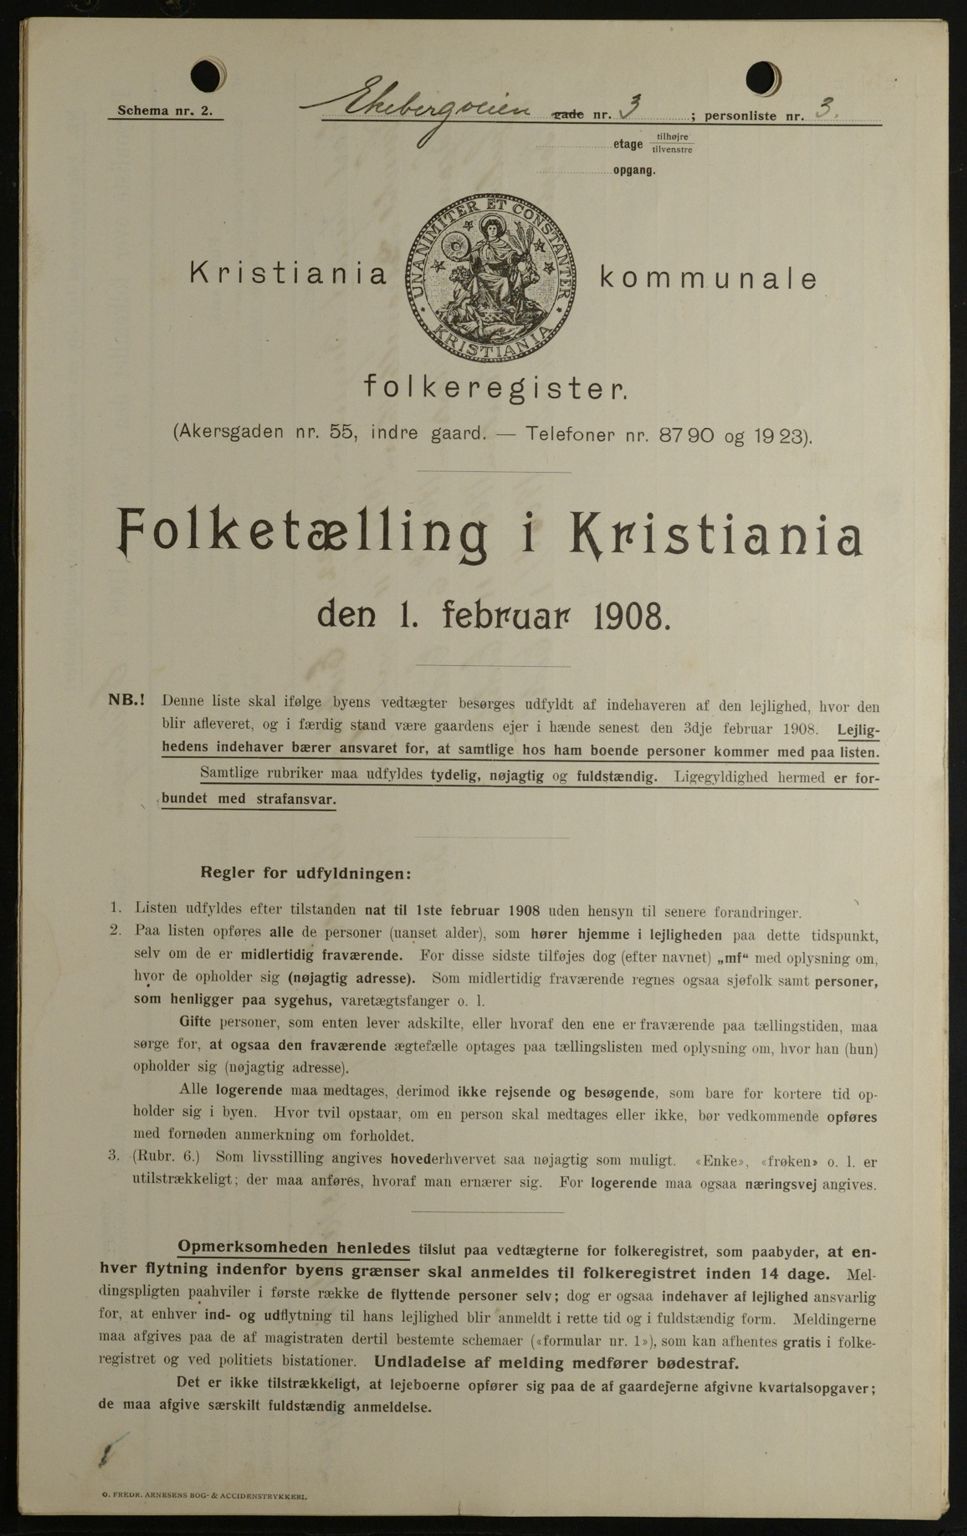 Schema nr. 2.
Ekebergveien gade nr. 3 ; personliste nr. 3.
etage tilhøjre
tilvenstre
opgang.
UNANIMITER ET CONSTANTER
KRISTIANIA
Kristiania kommunale
folkeregister.
(Akersgaden nr. 55, indre gaard. — Telefoner nr. 87 90 og 19 23).
Folketælling i Kristiania
den 1. februar 1908.
NB.! Denne liste skal ifølge byens vedtægter besørges udfyldt af indehaveren af den lejlighed, hvor den
blir afleveret, og i færdig stand være gaardens ejer i hænde senest den 3dje februar 1908. Lejlig-
hedens indehaver bærer ansvaret for, at samtlige hos ham boende personer kommer med paa listen.
Samtlige rubriker maa udfyldes tydelig, nøjagtig og fuldstændig. Ligegyldighed hermed er for-
bundet med strafansvar.
Regler for udfyldningen:
1. Listen udfyldes efter tilstanden nat til 1ste februar 1908 uden hensyn til senere forandringer.
2. Paa listen opføres alle de personer (uanset alder), som hører hjemme i lejligheden paa dette tidspunkt,
selv om de er midlertidig fraværende. For disse sidste tilføjes dog (efter navnet) „mf“ med oplysning om,
hvor de opholder sig (nøjagtig adresse). Som midlertidig fraværende regnes ogsaa sjøfolk samt personer,
som henligger paa sygehus, varetægtsfanger o. l.
Gifte personer, som enten lever adskilte, eller hvoraf den ene er fraværende paa tællingstiden, maa
sørge for, at ogsaa den fraværende ægtefælle optages paa tællingslisten med oplysning om, hvor han (hun)
opholder sig (nøjagtig adresse).
Alle logerende maa medtages, derimod ikke rejsende og besøgende, som bare for kortere tid op-
holder sig i byen. Hvor tvil opstaar, om en person skal medtages eller ikke, bør vedkommende opføres
med fornøden anmerkning om forholdet.
3. (Rubr. 6.) Som livsstilling angives hovederhvervet saa nøjagtig som muligt. «Enke», «frøken» o. l. er
utilstrækkeligt; der maa anføres, hvoraf man ernærer sig. For logerende maa ogsaa næringsvej angives.
Opmerksomheden henledes tilslut paa vedtægterne for folkeregistret, som paabyder, at en-
hver flytning indenfor byens grænser skal anmeldes til folkeregistret inden 14 dage. Mel-
dingspligten paahviler i første række de flyttende personer selv; dog er ogsaa indehaver af lejlighed ansvarlig
for, at enhver ind- og udflytning til hans lejlighed blir anmeldt i rette tid og i fuldstændig form. Meldingerne
maa afgives paa de af magistraten dertil bestemte schemaer («formular nr. 1»), som kan afhentes gratis i folke-
registret og ved politiets bistationer. Undladelse af melding medfører bødestraf.
Det er ikke tilstrækkeligt, at lejeboerne opfører sig paa de af gaardejerne afgivne kvartalsopgaver;
de maa afgive særskilt fuldstændig anmeldelse.
O. FREDR. ARNESENS BOG- & ACCIDENSTRYKKERI.